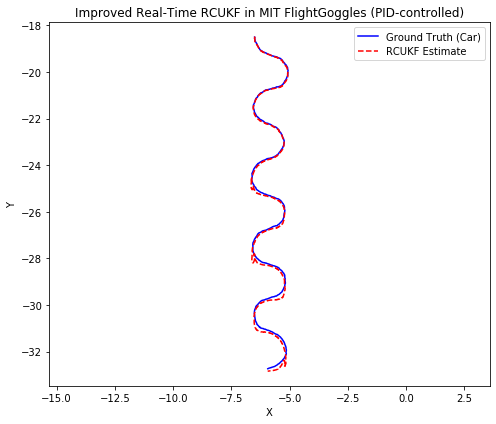 Improved Real-Time RCUKF in MIT FlightGoggles (PID-controlled)
Ground Truth (Car)
RCUKF Estimate
Y
−18
−20
−22
−24
−26
−28
−30
−32
−15.0 −12.5 −10.0 −7.5 −5.0 −2.5 0.0 2.5
X